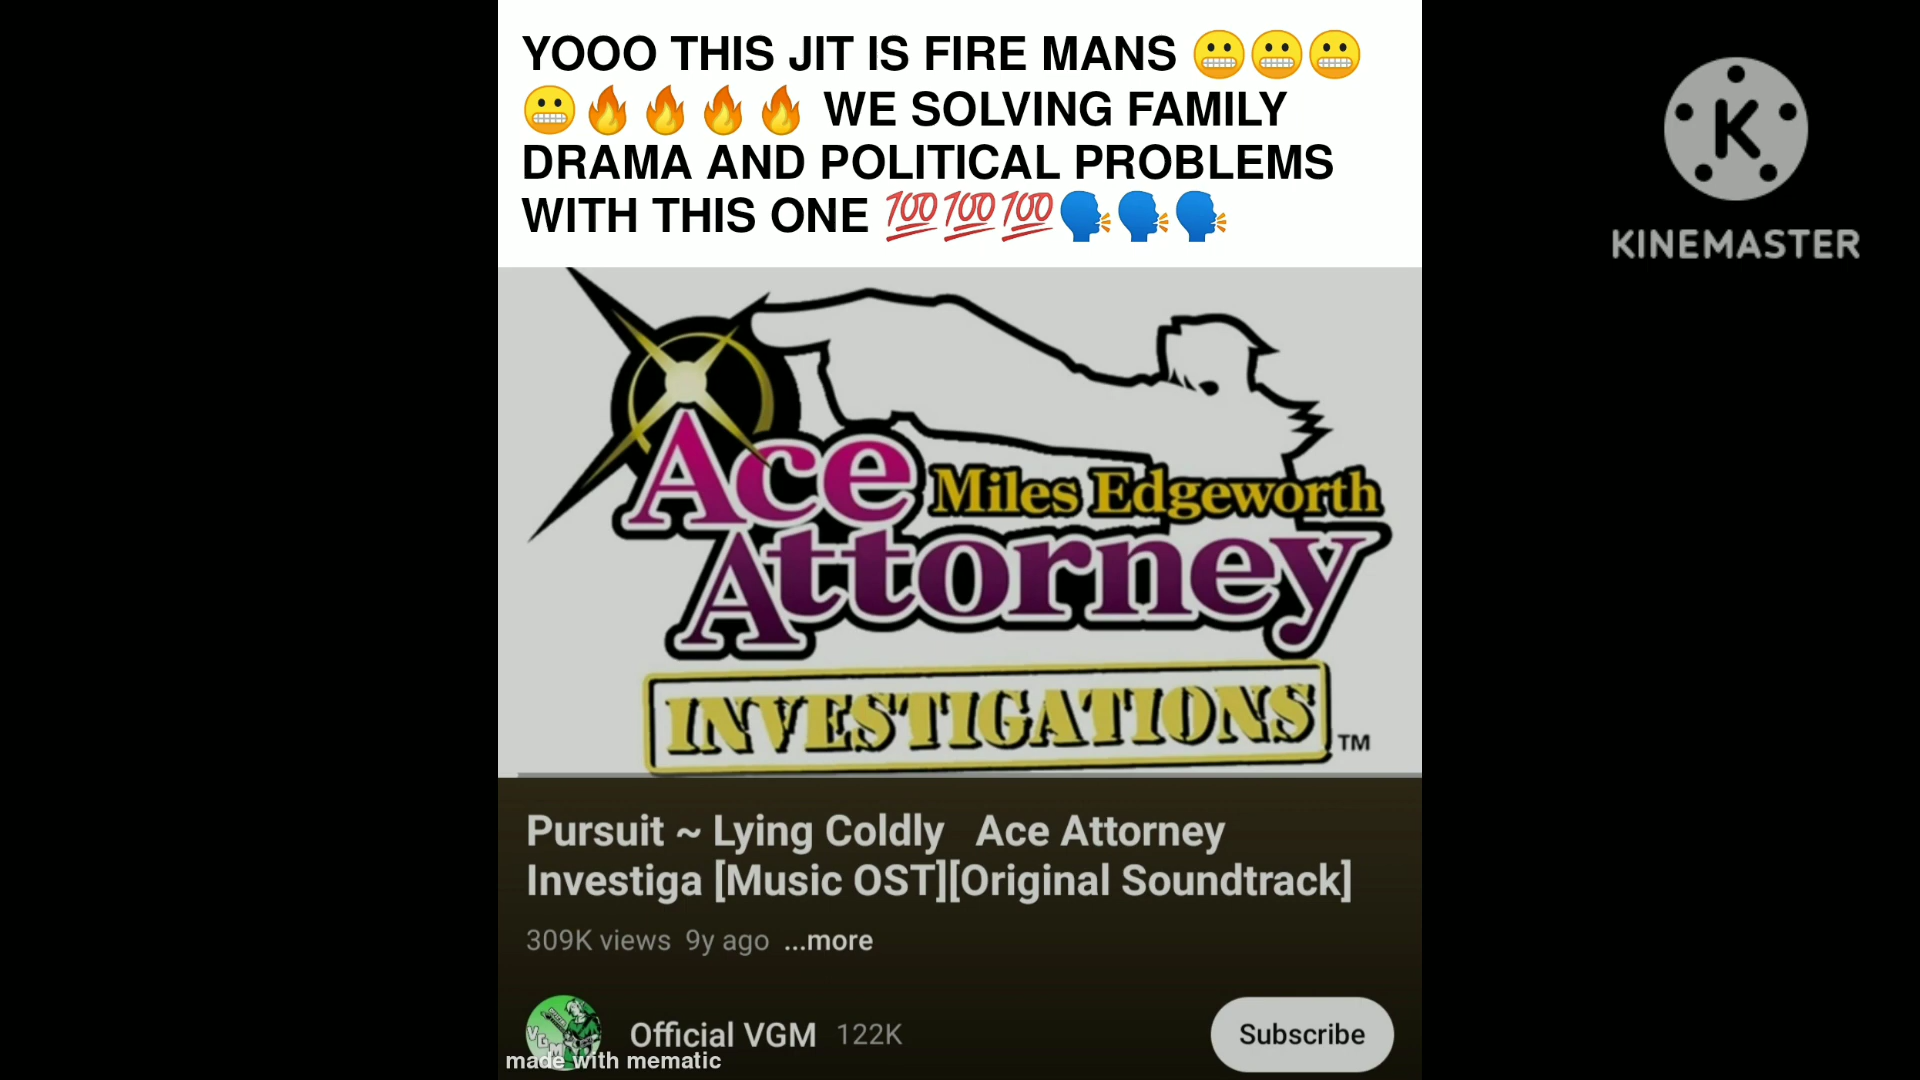 YOOO THIS JIT IS FIRE MANS 😬😬😬
😬🔥🔥🔥🔥 WE SOLVING FAMILY
DRAMA AND POLITICAL PROBLEMS
WITH THIS ONE 💯💯💯🗣️🗣️🗣️
K
KINEMASTER
Ace Miles Edgeworth
Attorney
INVESTIGATIONS TM
Pursuit ~ Lying Coldly Ace Attorney
Investiga [Music OST][Original Soundtrack]
309K views 9y ago ...more
VGM
Official VGM 122K
Subscribe
made with mematic